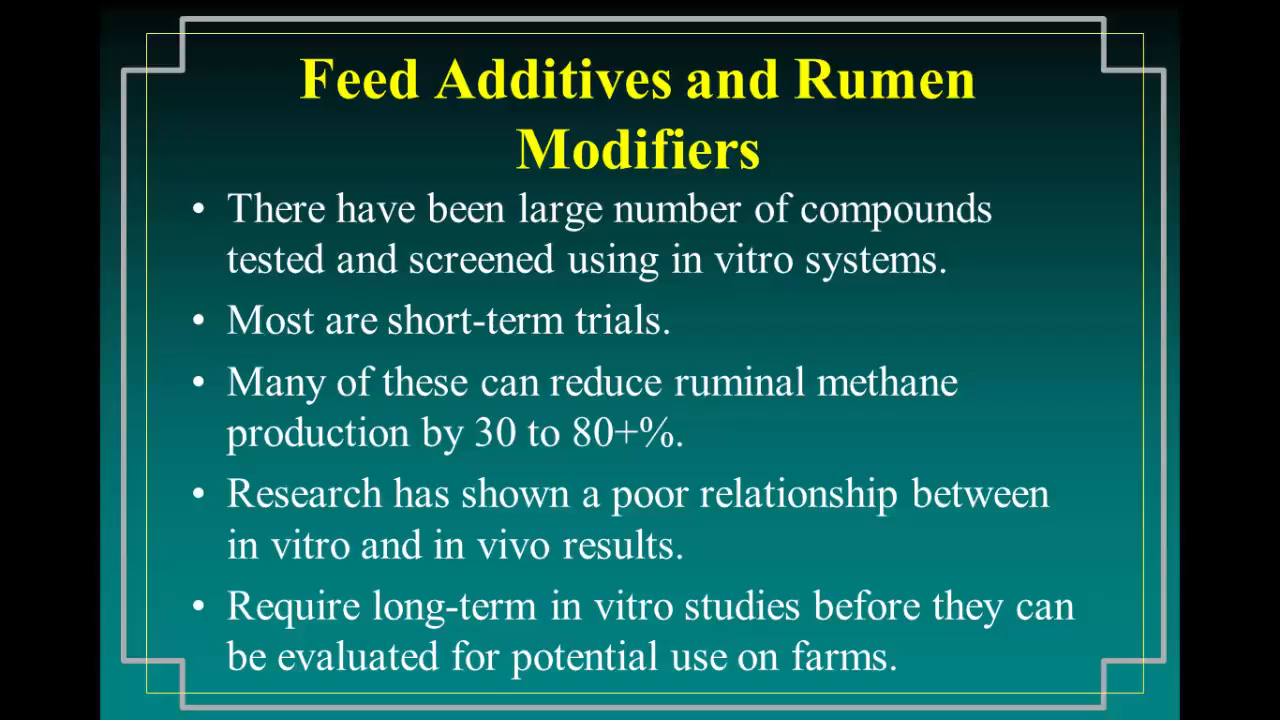 Feed Additives and Rumen
Modifiers
• There have been large number of compounds
tested and screened using in vitro systems.
• Most are short-term trials.
• Many of these can reduce ruminal methane
production by 30 to 80+%.
• Research has shown a poor relationship between
in vitro and in vivo results.
• Require long-term in vitro studies before they can
be evaluated for potential use on farms.